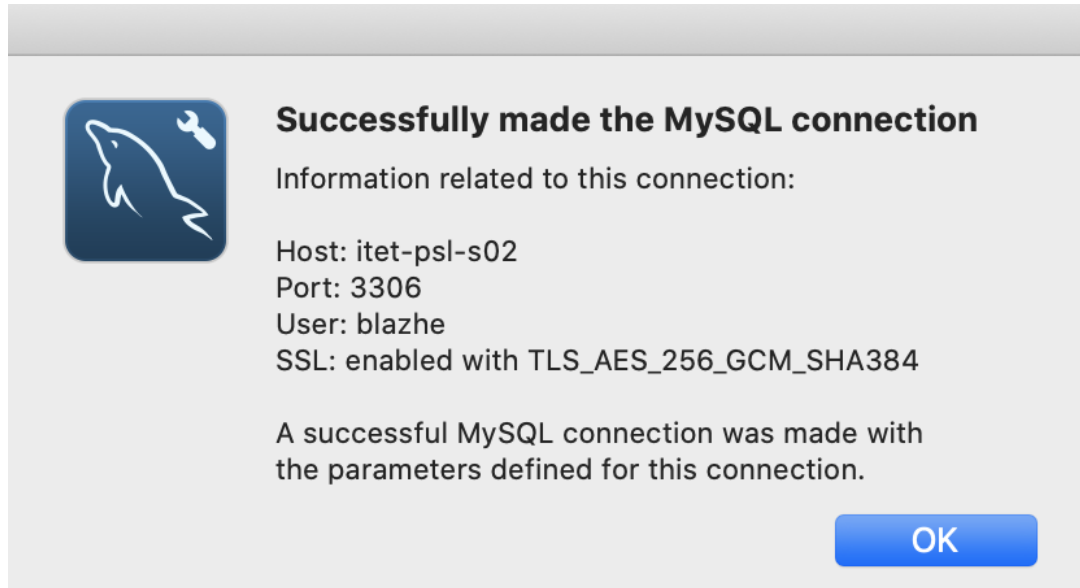 Successfully made the MySQL connection
Information related to this connection:
Host: itet-psl-s02
Port: 3306
User: blazhe
SSL: enabled with TLS_AES_256_GCM_SHA384
A successful MySQL connection was made with
the parameters defined for this connection.
OK